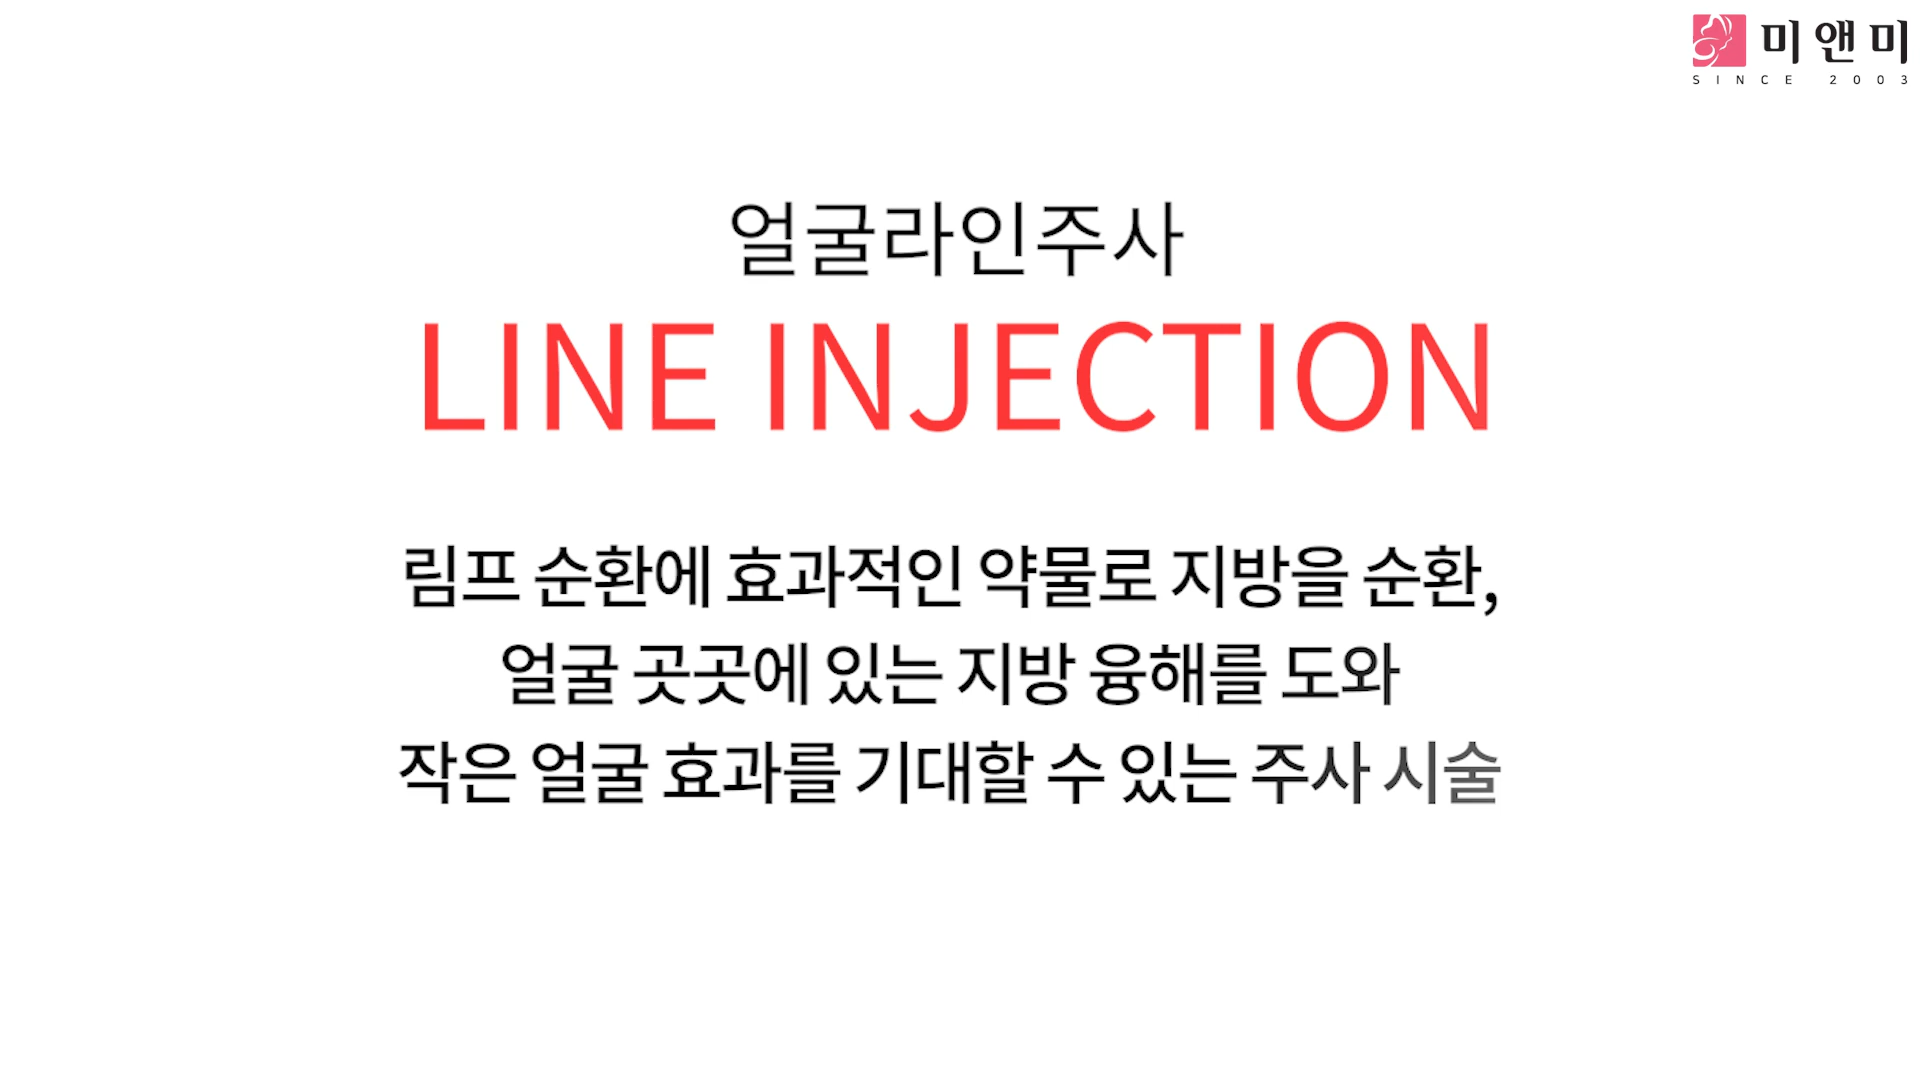 미앤미
SINCE 2003
얼굴라인주사
LINE INJECTION
림프 순환에 효과적인 약물로 지방을 순환,
얼굴 곳곳에 있는 지방 융해를 도와
작은 얼굴 효과를 기대할 수 있는 주사 시술